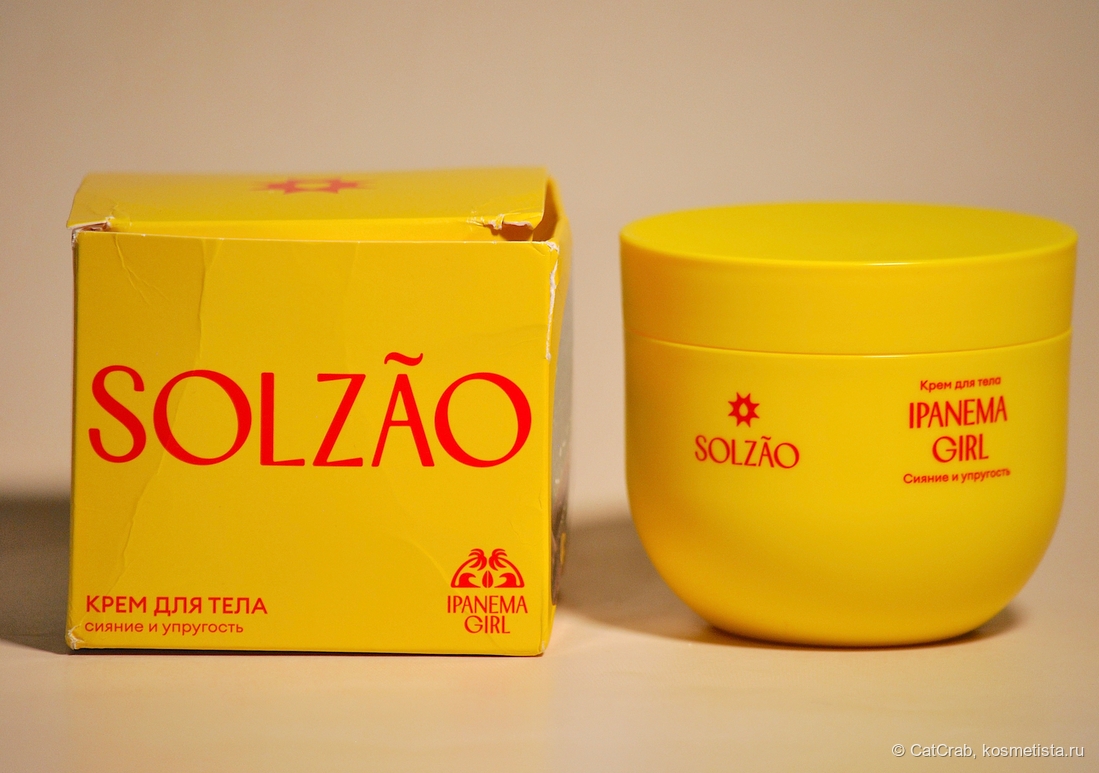 SOLZÃO
КРЕМ ДЛЯ ТЕЛА
сияние и упругость
IPANEMA
GIRL
SOLZÃO
Крем для тела
IPANEMA
GIRL
Сияние и упругость
© CatCrab, kosmetista.ru